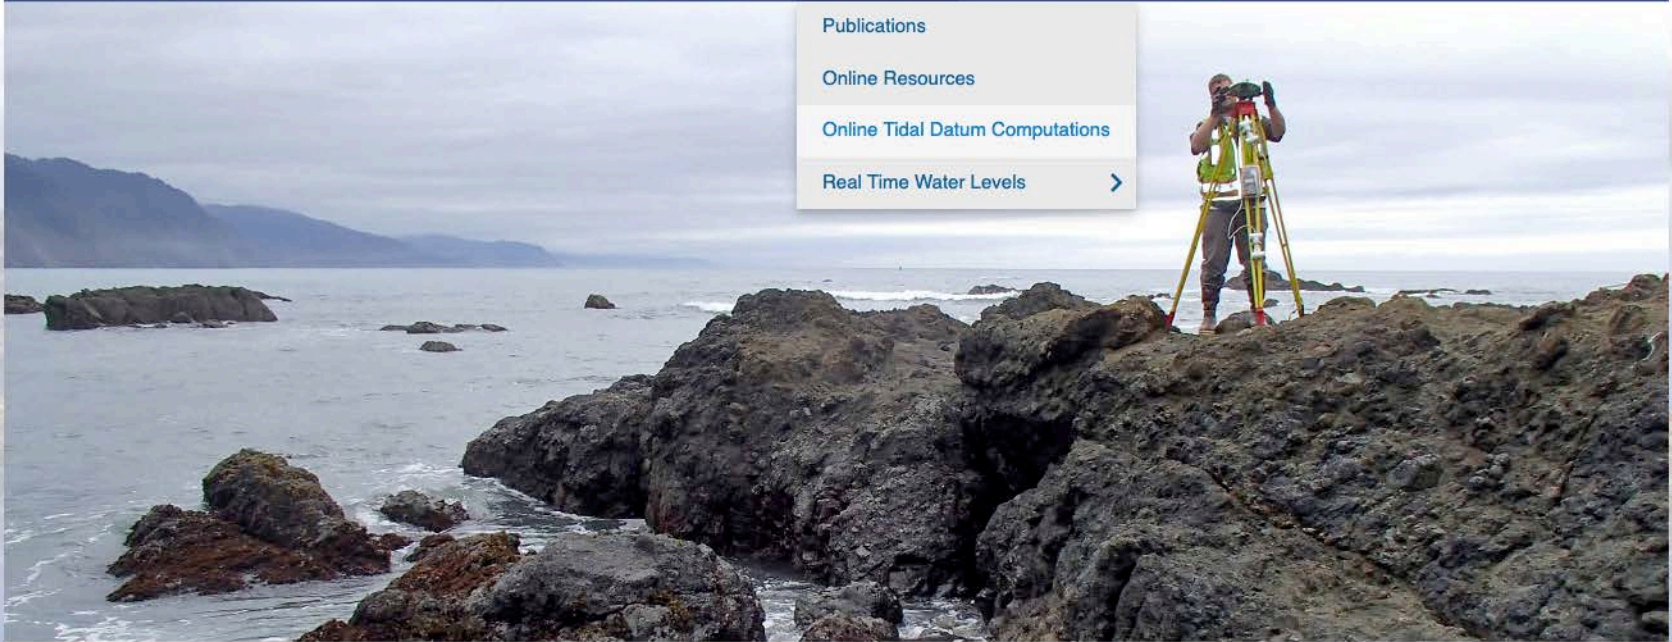 Publications
Online Resources
Online Tidal Datum Computations
Real Time Water Levels